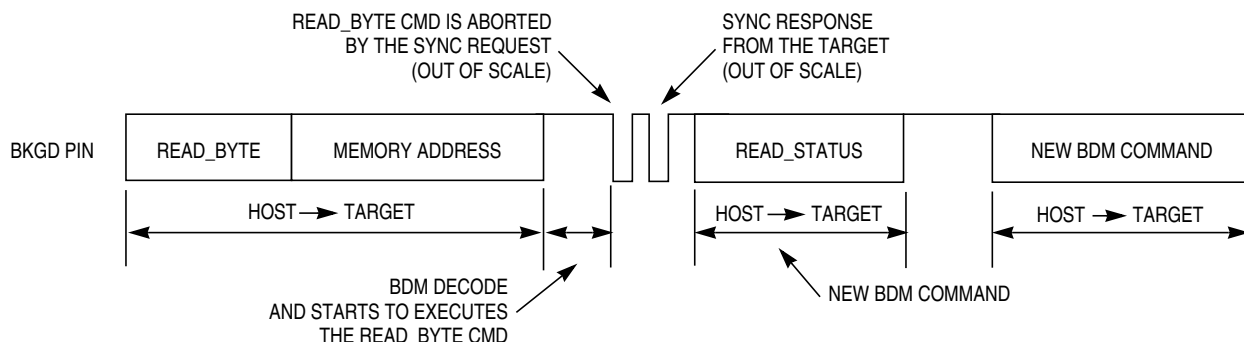 READ_BYTE CMD IS ABORTED
BY THE SYNC REQUEST
(OUT OF SCALE)
SYNC RESPONSE
FROM THE TARGET
(OUT OF SCALE)
BKGD PIN
READ_BYTE
MEMORY ADDRESS
READ_STATUS
NEW BDM COMMAND
HOST
TARGET
HOST
TARGET
HOST
TARGET
BDM DECODE
AND STARTS TO EXECUTES
THE READ_BYTE CMD
NEW BDM COMMAND